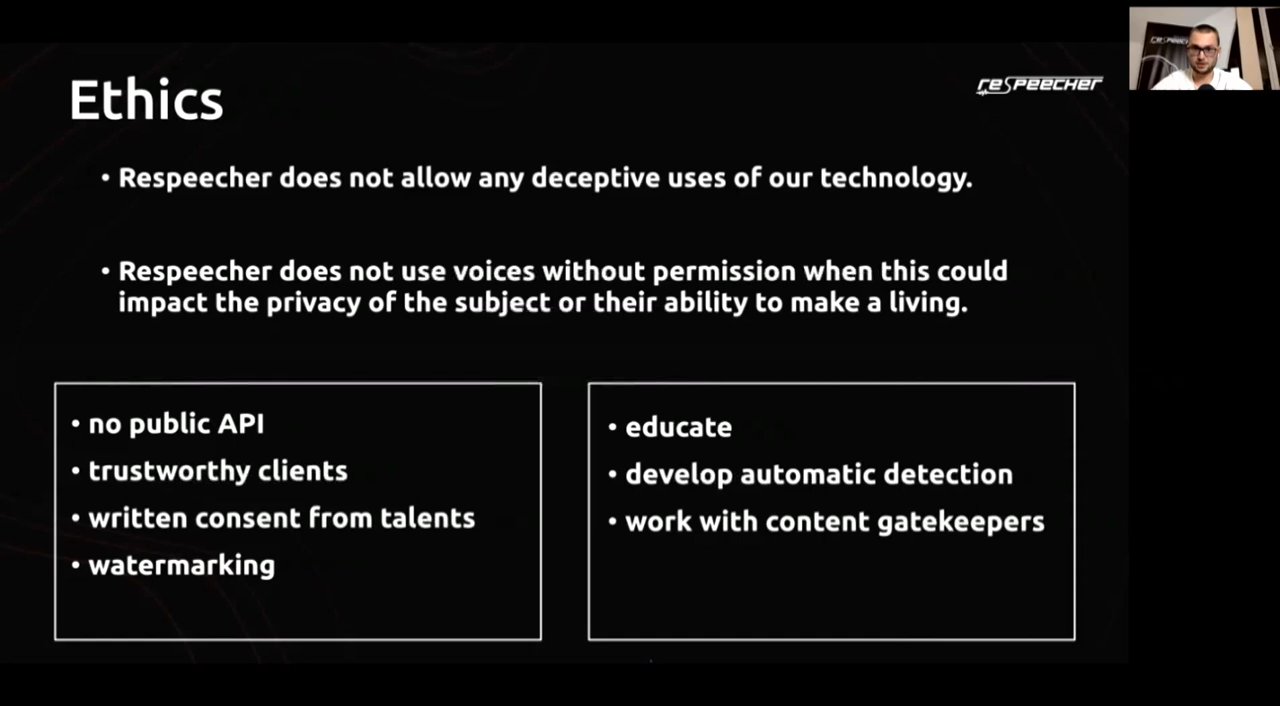 Ethics
reSpeecher
• Respeecher does not allow any deceptive uses of our technology.
• Respeecher does not use voices without permission when this could
impact the privacy of the subject or their ability to make a living.
• no public API
• trustworthy clients
• written consent from talents
• watermarking
• educate
• develop automatic detection
• work with content gatekeepers